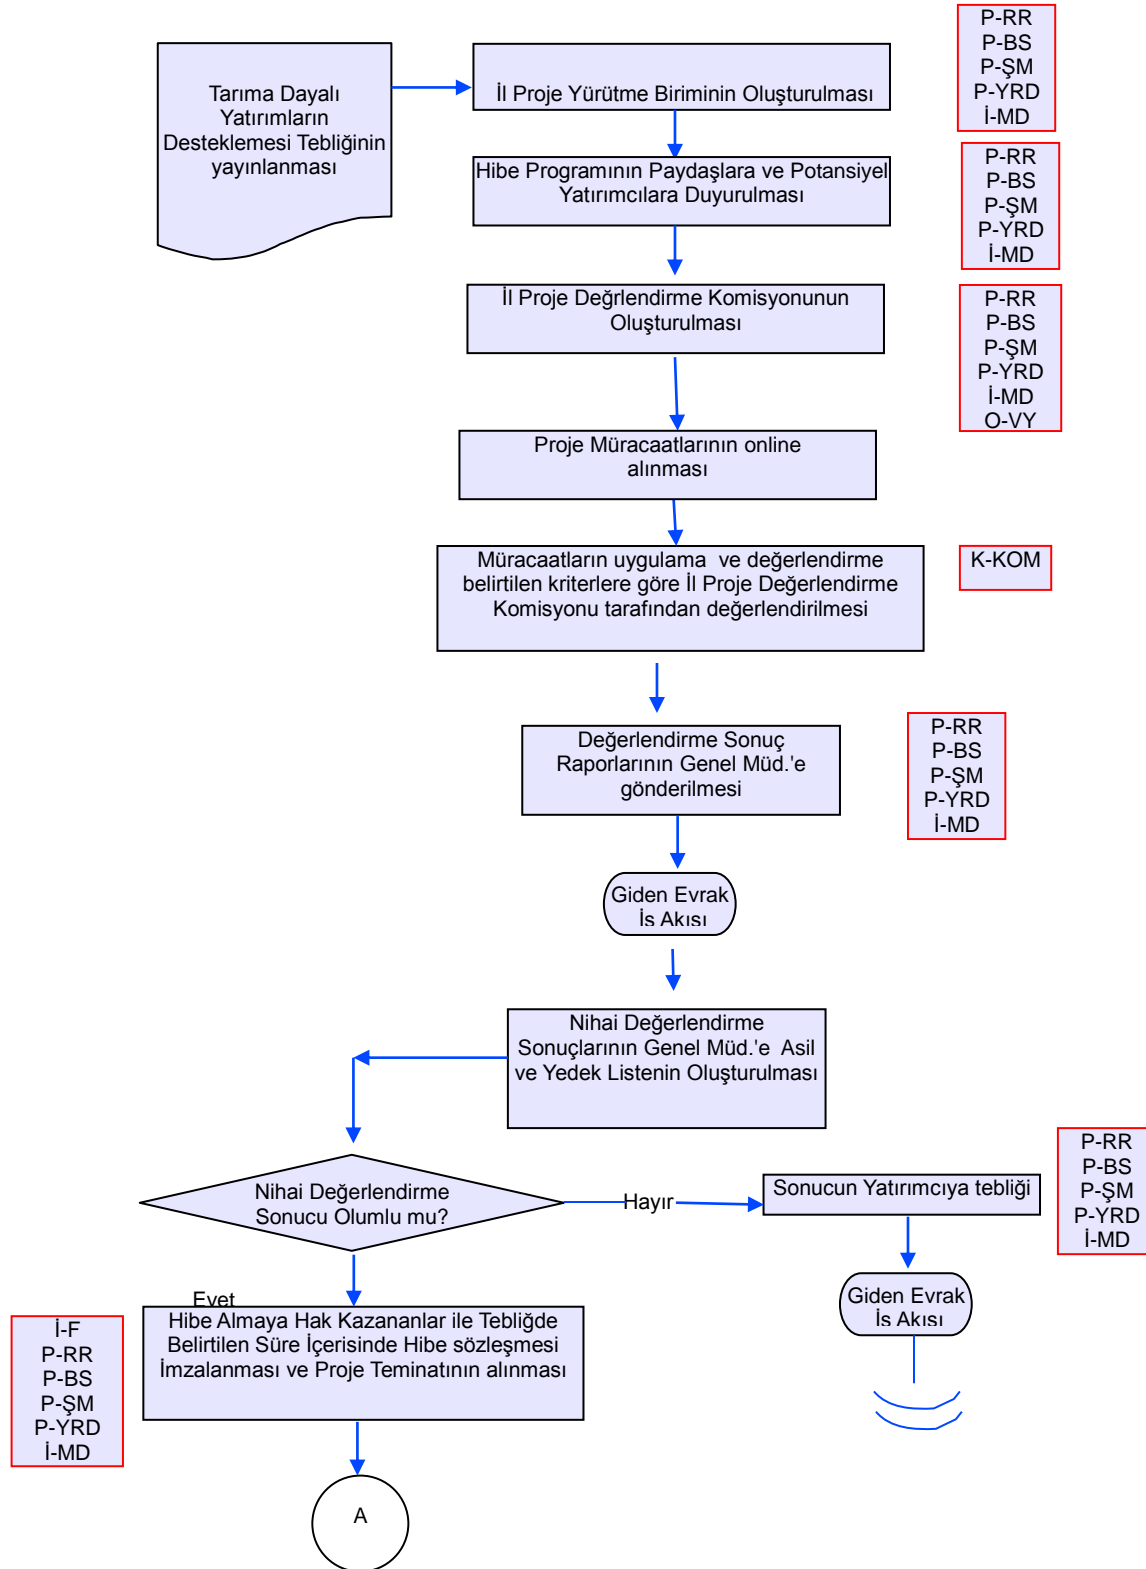 P-RR
P-BS
P-ŞM
P-YRD
İ-MD
Tarıma Dayalı
Yatırımların
Desteklemesi Tebliğinin
yayınlanması
İl Proje Yürütme Biriminin Oluşturulması
Hibe Programının Paydaşlara ve Potansiyel
Yatırımcılara Duyurulması
P-RR
P-BS
P-ŞM
P-YRD
İ-MD
İl Proje Değrlendirme Komisyonunun
Oluşturulması
P-RR
P-BS
P-ŞM
P-YRD
İ-MD
O-VY
Proje Müracaatlarının online
alınması
Müracaatların uygulama ve değerlendirme
belirtilen kriterlere göre İl Proje Değerlendirme
Komisyonu tarafından değerlendirilmesi
K-KOM
Değerlendirme Sonuç
Raporlarının Genel Müd.'e
gönderilmesi
P-RR
P-BS
P-ŞM
P-YRD
İ-MD
Giden Evrak
İş Akışı
Nihai Değerlendirme
Sonuçlarının Genel Müd.'e Asil
ve Yedek Listenin Oluşturulması
Nihai Değerlendirme
Sonucu Olumlu mu?
Hayır
Sonucun Yatırımcıya tebliği
P-RR
P-BS
P-ŞM
P-YRD
İ-MD
Giden Evrak
İş Akışı
Evet
Hibe Almaya Hak Kazananlar ile Tebliğde
Belirtilen Süre İçerisinde Hibe sözleşmesi
İmzalanması ve Proje Teminatının alınması
İ-F
P-RR
P-BS
P-ŞM
P-YRD
İ-MD
A